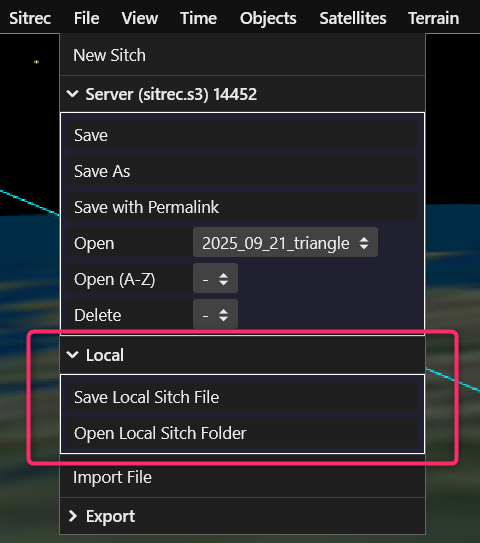 Sitrec File View Time Objects Satellites Terrain
New Sitch
Server (sitrec.s3) 14452
Save
Save As
Save with Permalink
Open 2025_09_21_triangle
Open (A-Z) -
Delete -
Local
Save Local Sitch File
Open Local Sitch Folder
Import File
Export